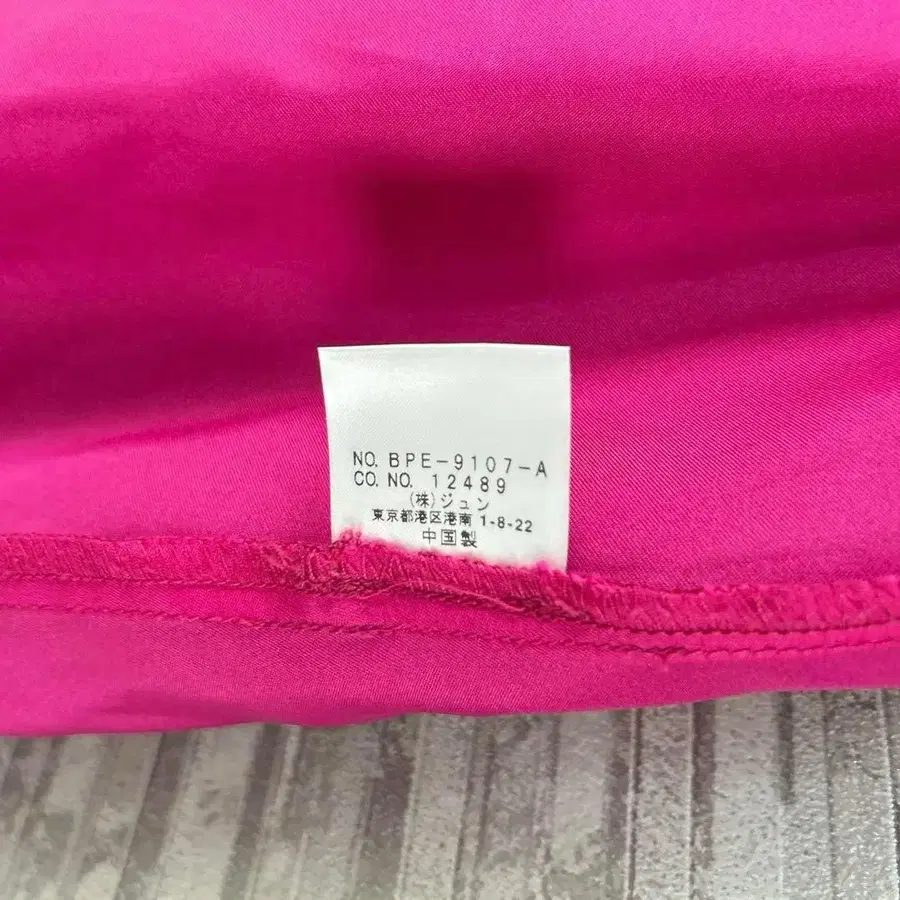 NO. BPE-9107-A
CO. NO. 12489
(株)ジュン
東京都港区港南 1-8-22
中国製